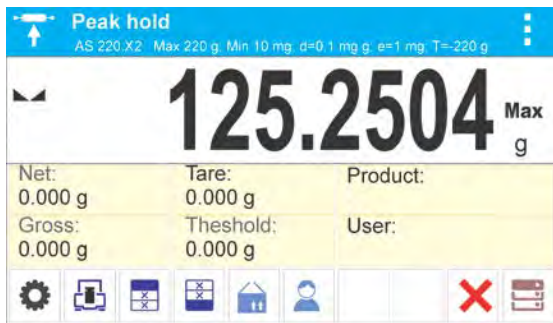 Peak hold
AS 220.X2 Max 220 g: Min 10 mg: d=0.1 mg g: e=1 mg: T=-220 g
125.2504 Max
g
Net: Tare: Product:
0.000 g 0.000 g
Gross: Theshold: User:
0.000 g 0.000 g